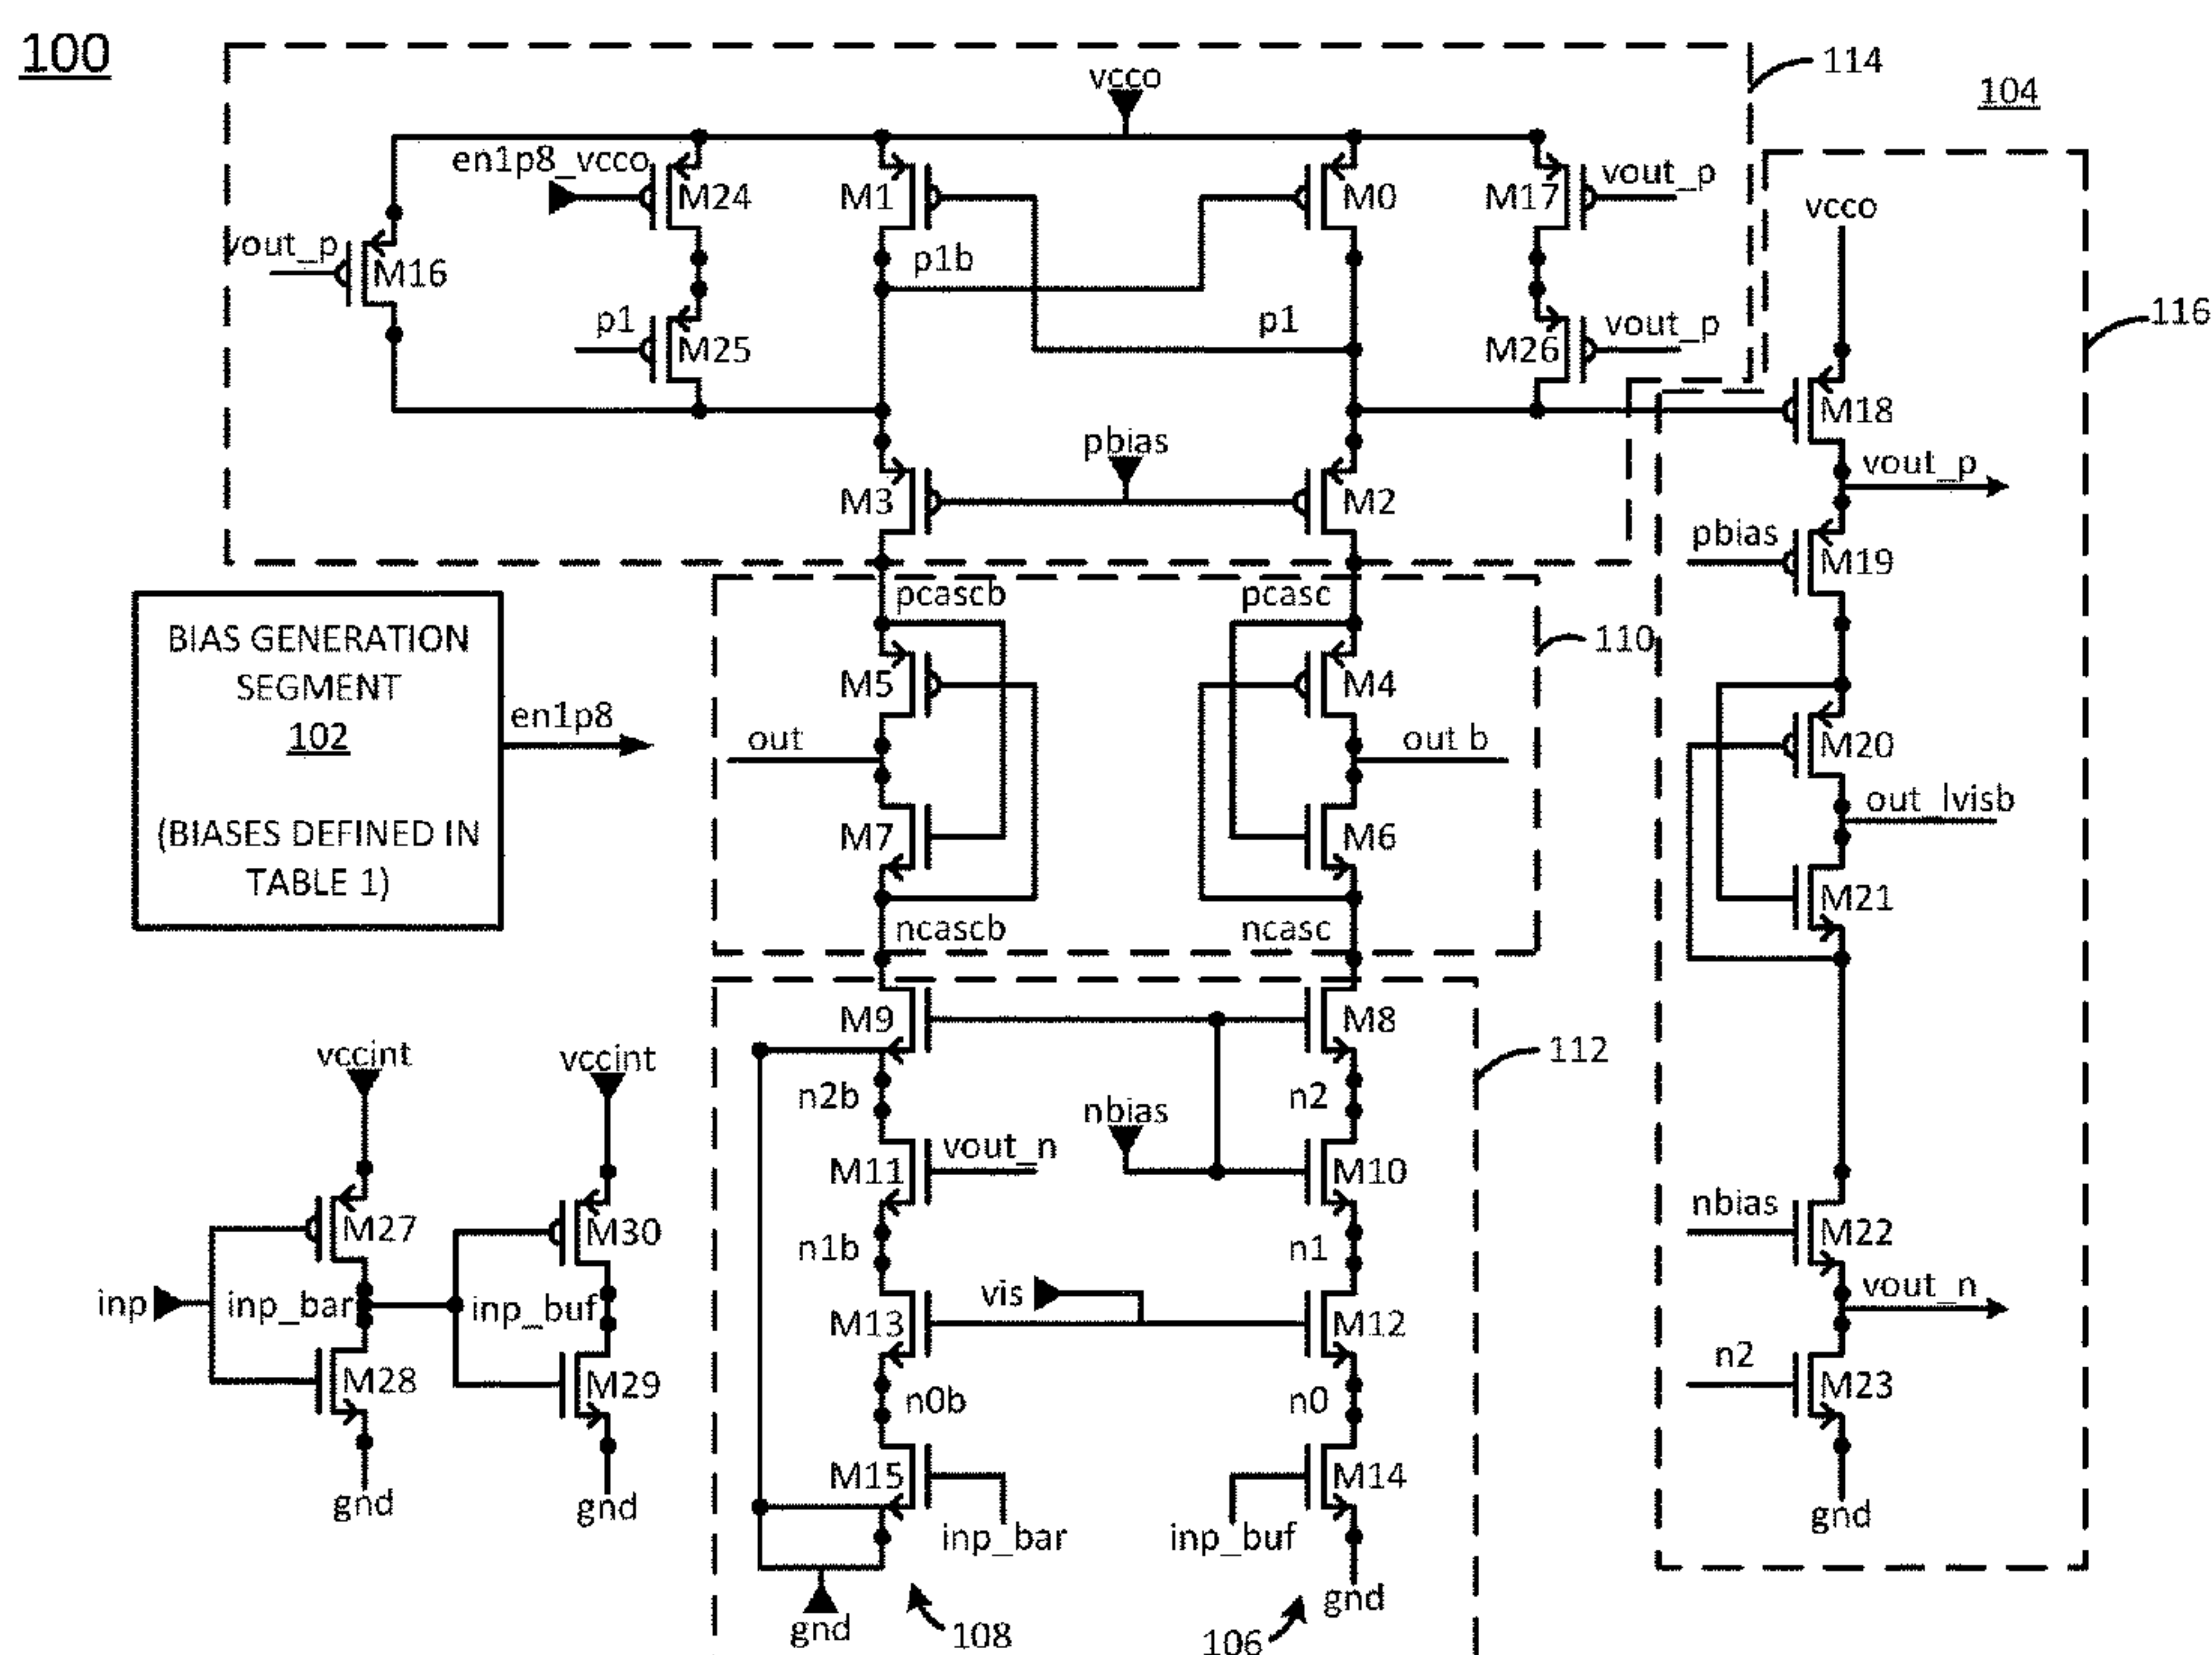 100
vcco
114
104
en1p8_vcco
M24
M1
M0
M17
vout_p
vcco
vout_p
M16
p1b
116
p1
M25
p1
M26
vout_p
M18
pbias
vout_p
M3
M2
pbias
M19
pcascb
pcasc
BIAS GENERATION
SEGMENT
102
(BIASES DEFINED IN
TABLE 1)
en1p8
110
M5
M4
out
out b
M20
out_lvisb
M7
M6
M21
ncascb
ncasc
M9
M8
112
vccint
vccint
n2b
n2
nbias
vout_n
M11
M10
nbias
M22
M27
M30
n1b
n1
inp
inp_bar
inp_buf
vis
vout_n
M13
M12
n2
M28
M29
n0b
n0
M23
M15
M14
gnd
gnd
inp_bar
inp_buf
gnd
gnd
gnd
108
106